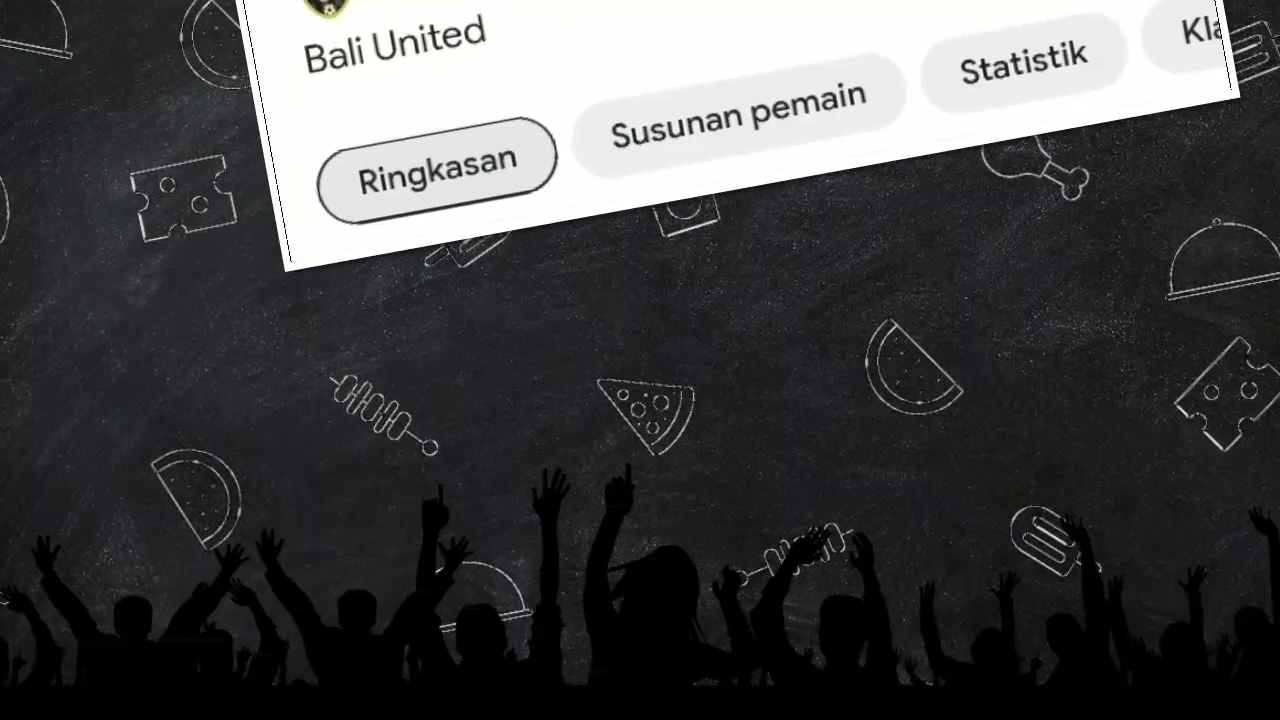 Bali United
Ringkasan
Susunan pemain
Statistik